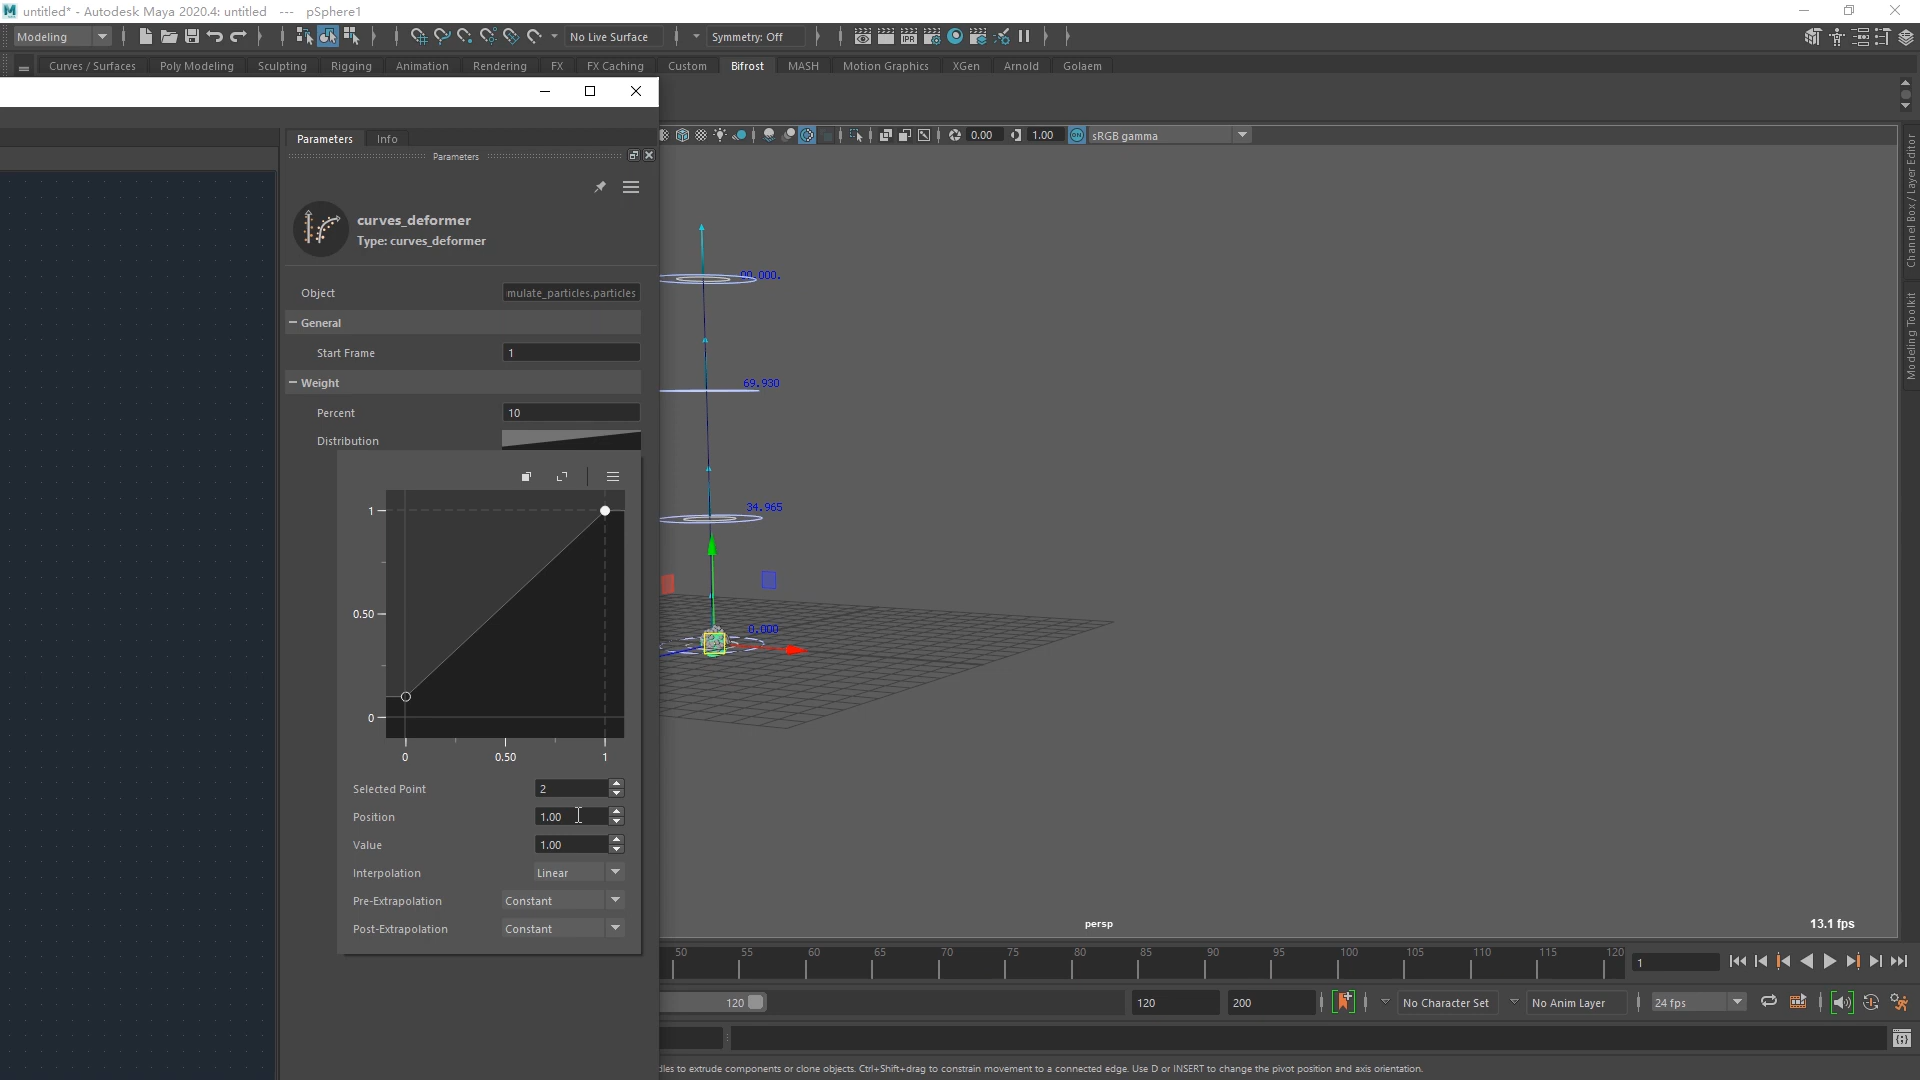 untitled* - Autodesk Maya 2020.4: untitled --- pSphere1
Modeling
No Live Surface
Symmetry: Off
Curves / Surfaces
Poly Modeling
Sculpting
Rigging
Animation
Rendering
FX
FX Caching
Custom
Bifrost
MASH
Motion Graphics
XGen
Arnold
Golaem
Parameters
Info
Parameters
0.00
1.00
ON
sRGB gamma
curves_deformer
Type: curves_deformer
Object
mulate_particles.particles
General
Start Frame
1
Weight
Percent
10
Distribution
1
0.50
0
0
0.50
1
Selected Point
2
Position
1.00
Value
1.00
Interpolation
Linear
Pre-Extrapolation
Constant
Post-Extrapolation
Constant
69.930
34.965
0.000
persp
13.1 fps
Channel Box / Layer Editor
Modeling Toolkit
50 55 60 65 70 75 80 85 90 95 100 105 110 115 120
1
120
120
200
No Character Set
No Anim Layer
24 fps
to extrude components or clone objects. Ctrl+Shift+drag to constrain movement to a connected edge. Use D or INSERT to change the pivot position and axis orientation.